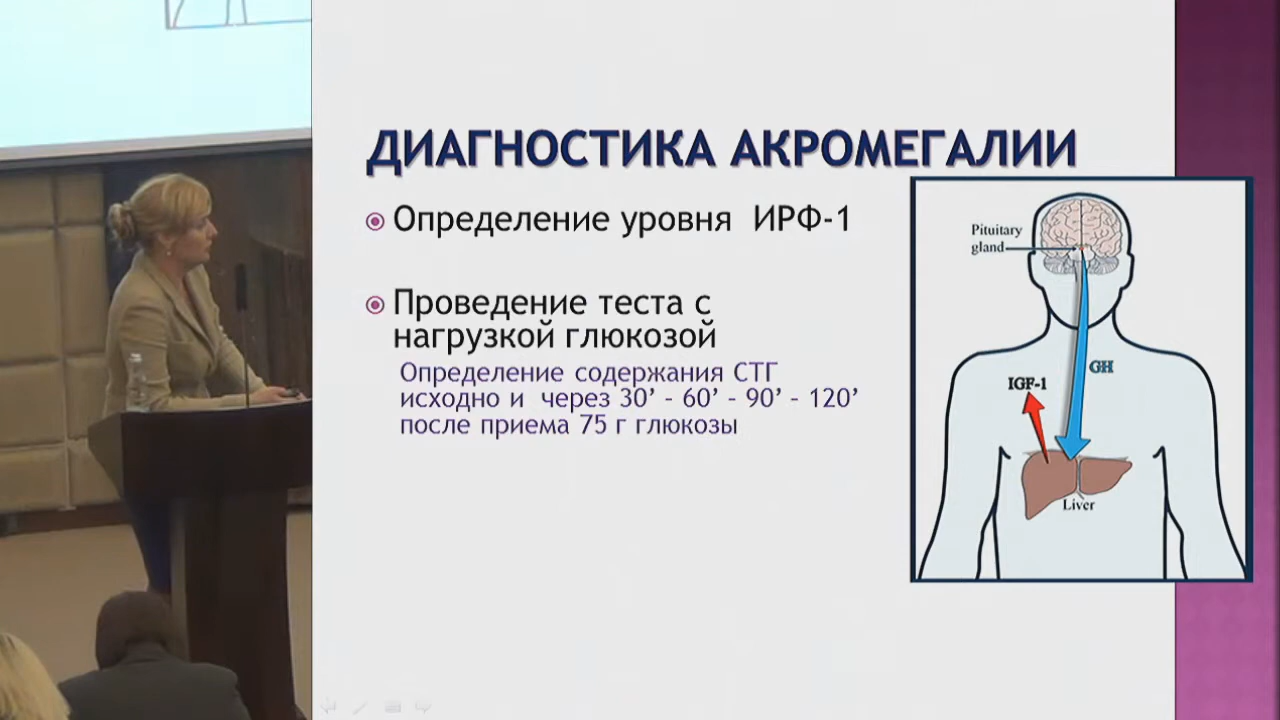 ДИАГНОСТИКА АКРОМЕГАЛИИ
Определение уровня ИРФ-1
Проведение теста с
нагрузкой глюкозой
Определение содержания СТГ
исходно и через 30’ – 60’ – 90’ – 120’
после приема 75 г глюкозы
Pituitary
gland
GH
IGF-1
Liver